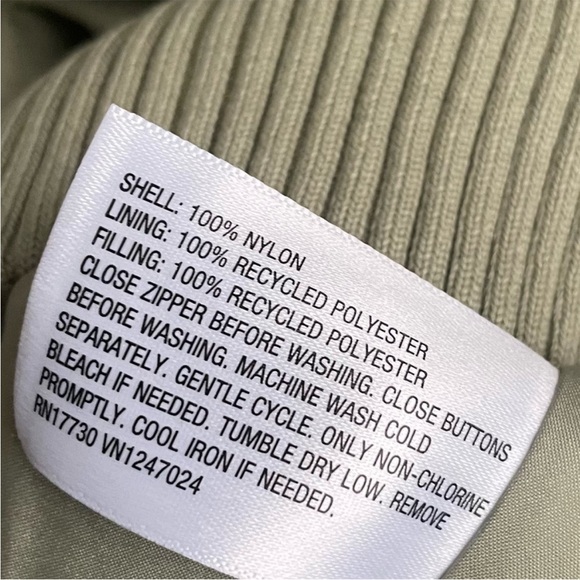 SHELL: 100% NYLON
LINING: 100% RECYCLED POLYESTER
FILLING: 100% RECYCLED POLYESTER
CLOSE ZIPPER BEFORE WASHING. CLOSE BUTTONS
BEFORE WASHING. MACHINE WASH COLD
SEPARATELY. GENTLE CYCLE. ONLY NON-CHLORINE
BLEACH IF NEEDED. TUMBLE DRY LOW. REMOVE
PROMPTLY. COOL IRON IF NEEDED.
RN17730 VN1247024